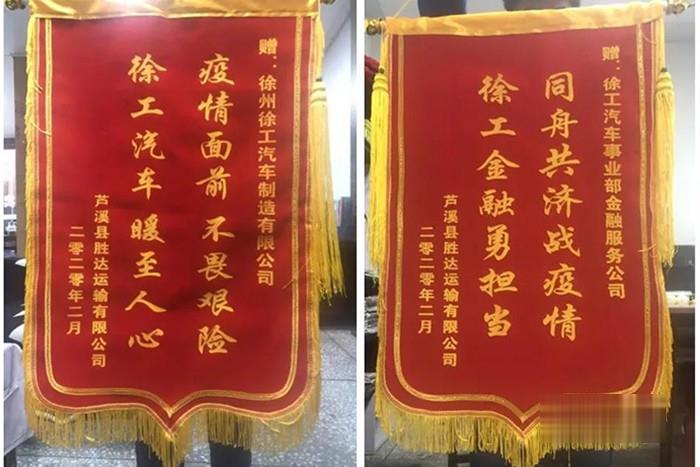 赠：徐州徐工汽车制造有限公司
疫情面前 不畏艰险
徐工汽车暖至人心
芦溪县胜达运输有限公司
二零二零年二月
赠：徐工汽车事业部金融服务公司
同舟共济战疫情
徐工金融勇担当
芦溪县胜达运输有限公司
二零二零年二月